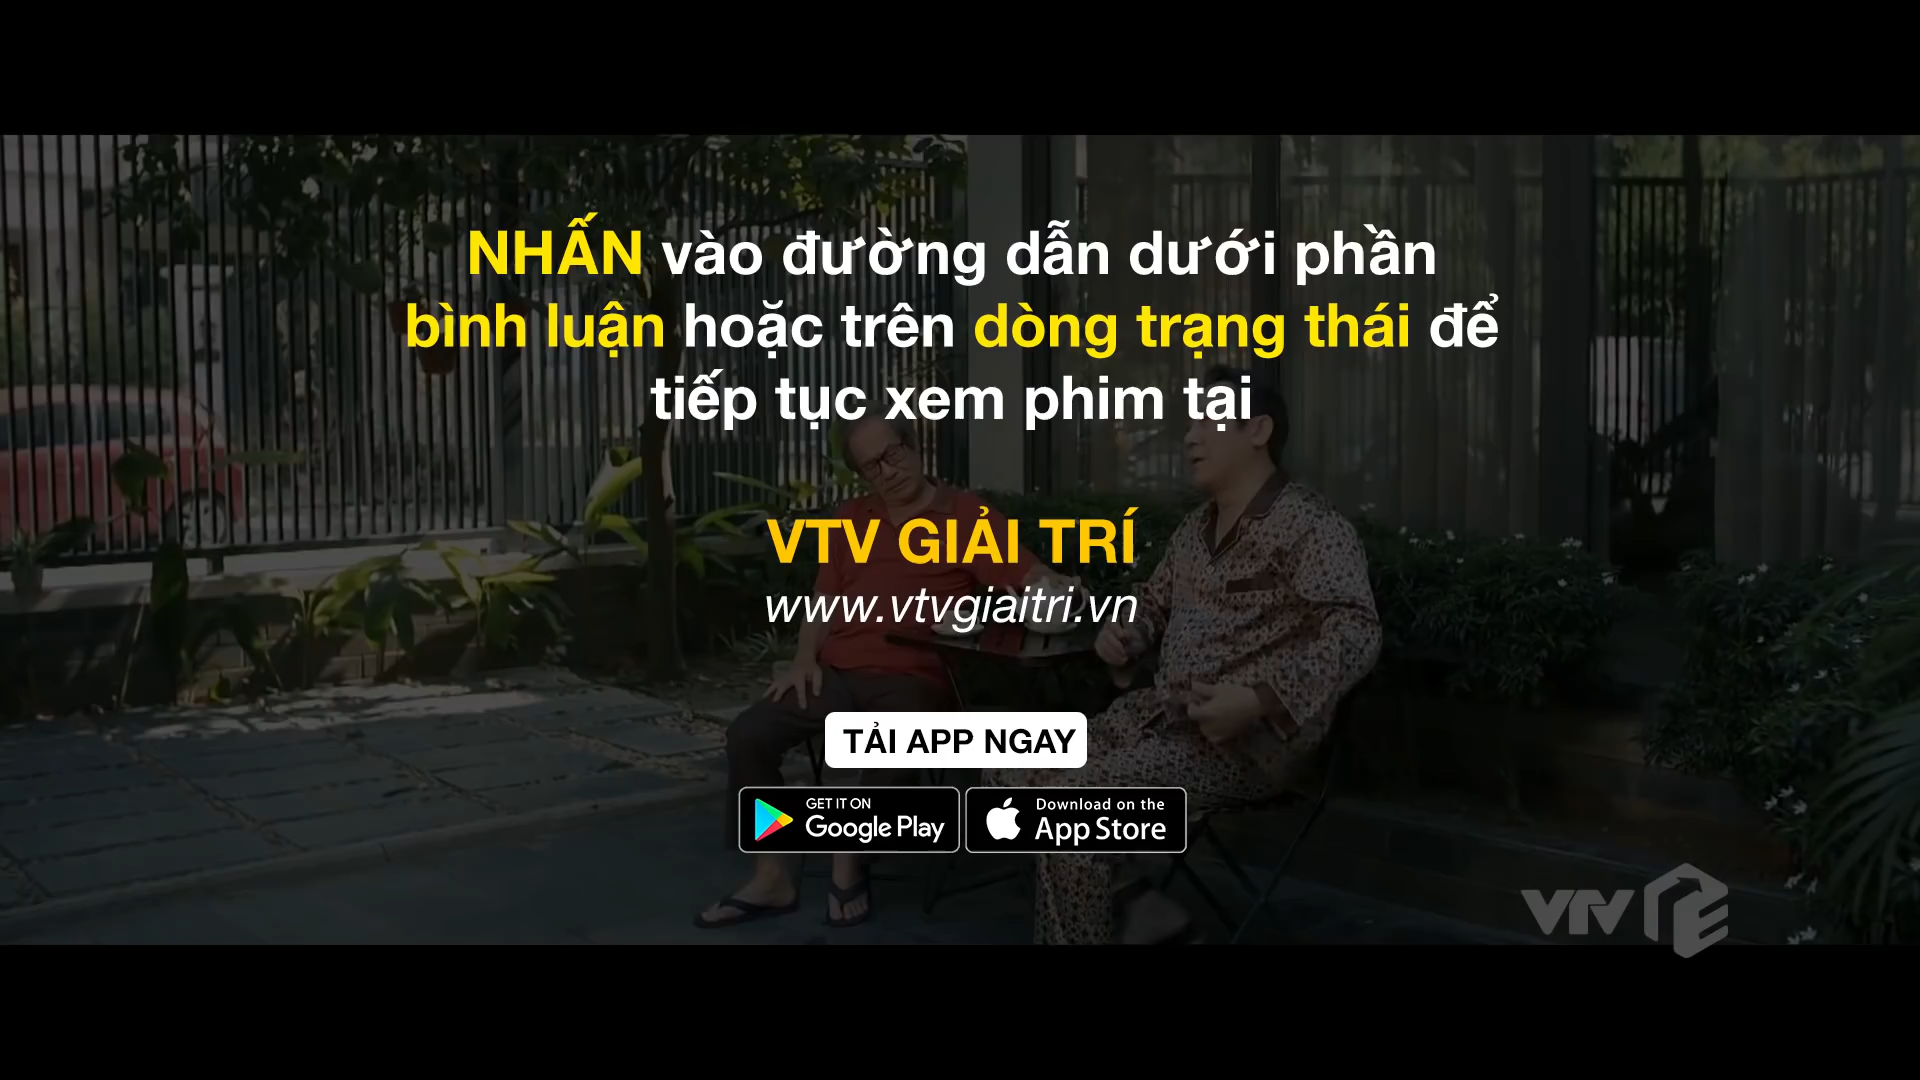 NHẤN vào đường dẫn dưới phần
bình luận hoặc trên dòng trạng thái để
tiếp tục xem phim tại
VTV GIẢI TRÍ
www.vtvgiaitri.vn
TẢI APP NGAY
GET IT ON
Google Play
Download on the
App Store
VTV